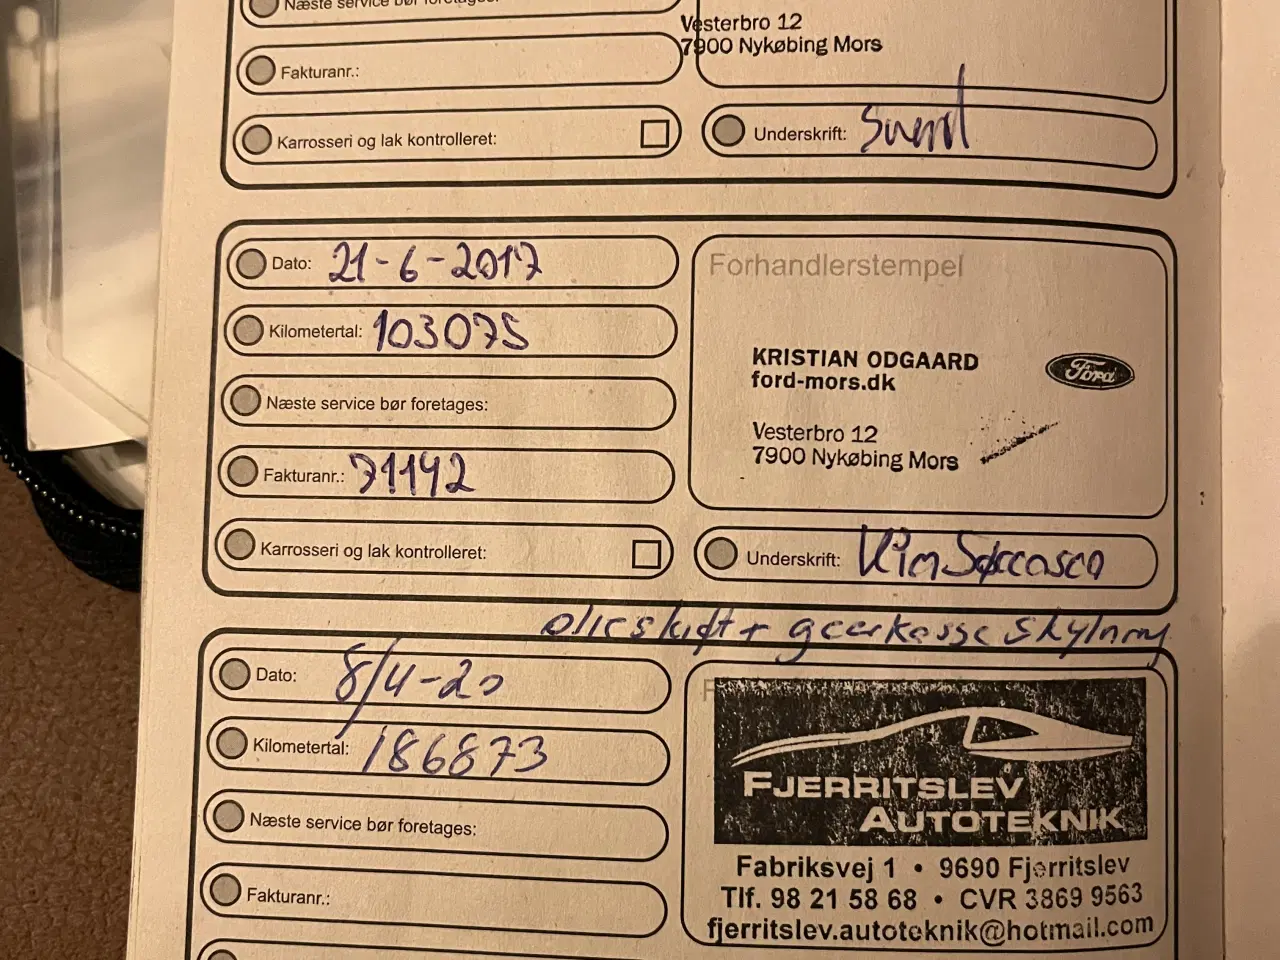 Næste service bør foretages:
Vesterbro 12
7900 Nykøbing Mors
Fakturanr.:
Karrosseri og lak kontrolleret:
Underskrift:
Dato: 21-6-2017
Forhandlerstempel
Kilometertal: 103075
KRISTIAN ODGAARD
ford-mors.dk
Ford
Næste service bør foretages:
Vesterbro 12
7900 Nykøbing Mors
Fakturanr.: 71142
Karrosseri og lak kontrolleret:
Underskrift: Kim
olieskift + gearkasse skylning
Dato: 8/4-20
Kilometertal: 186873
FJERRITSLEV
AUTOTEKNIK
Næste service bør foretages:
Fabriksvej 1 • 9690 Fjerritslev
Fakturanr.:
Tlf. 98 21 58 68 • CVR 3869 9563
fjerritslev.autoteknik@hotmail.com